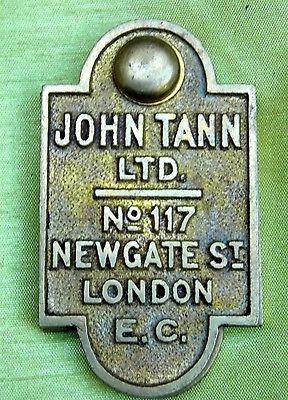 JOHN TANN
LTD.
No 117
NEWGATE ST
LONDON
E.C.